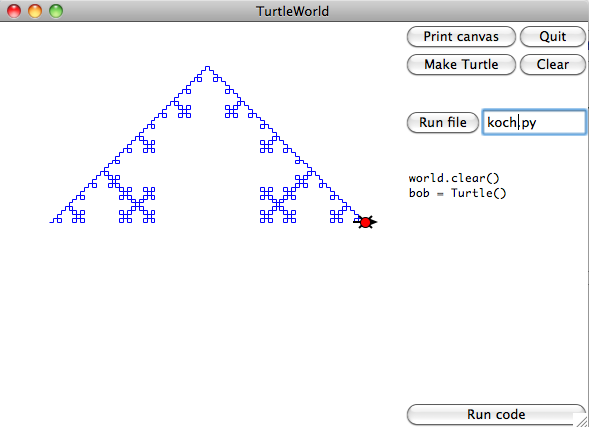 TurtleWorld
Print canvas
Quit
Make Turtle
Clear
Run file
koch.py
world.clear()
bob = Turtle()
Run code